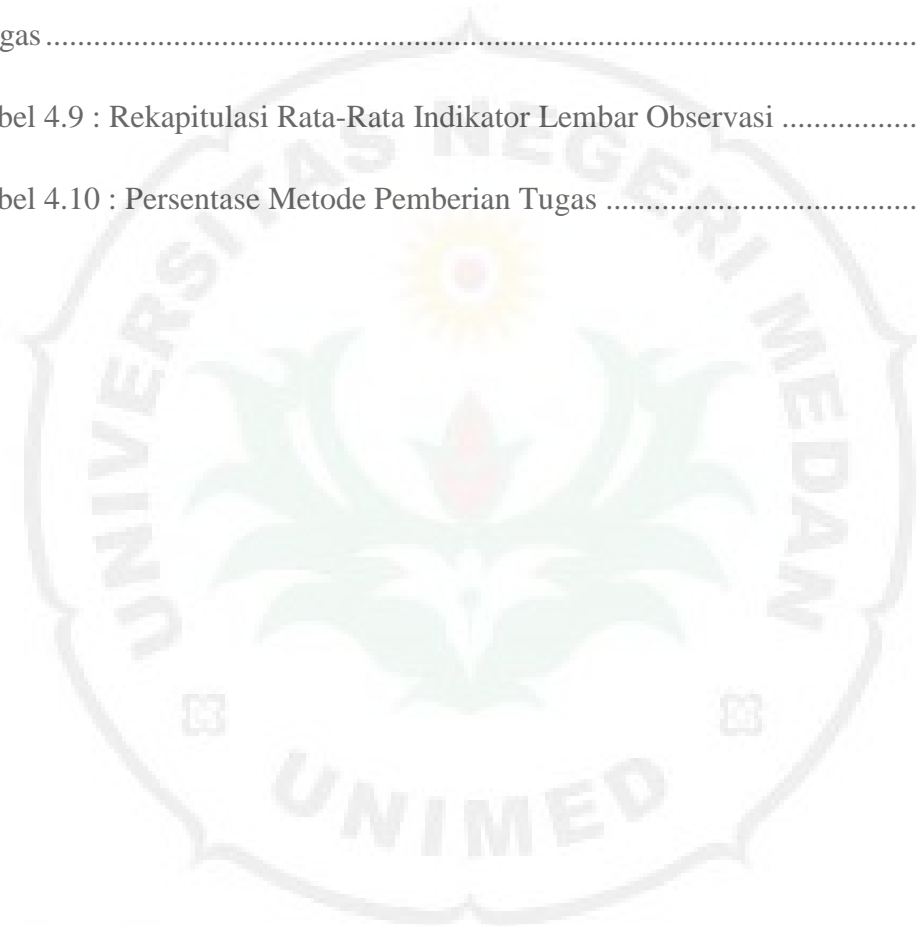 gas ........................................................................................................
bel 4.9 : Rekapitulasi Rata-Rata Indikator Lembar Observasi ..................
bel 4.10 : Persentase Metode Pemberian Tugas .....................................
UNIVERSITAS NEGERI MEDAN
UNIMED